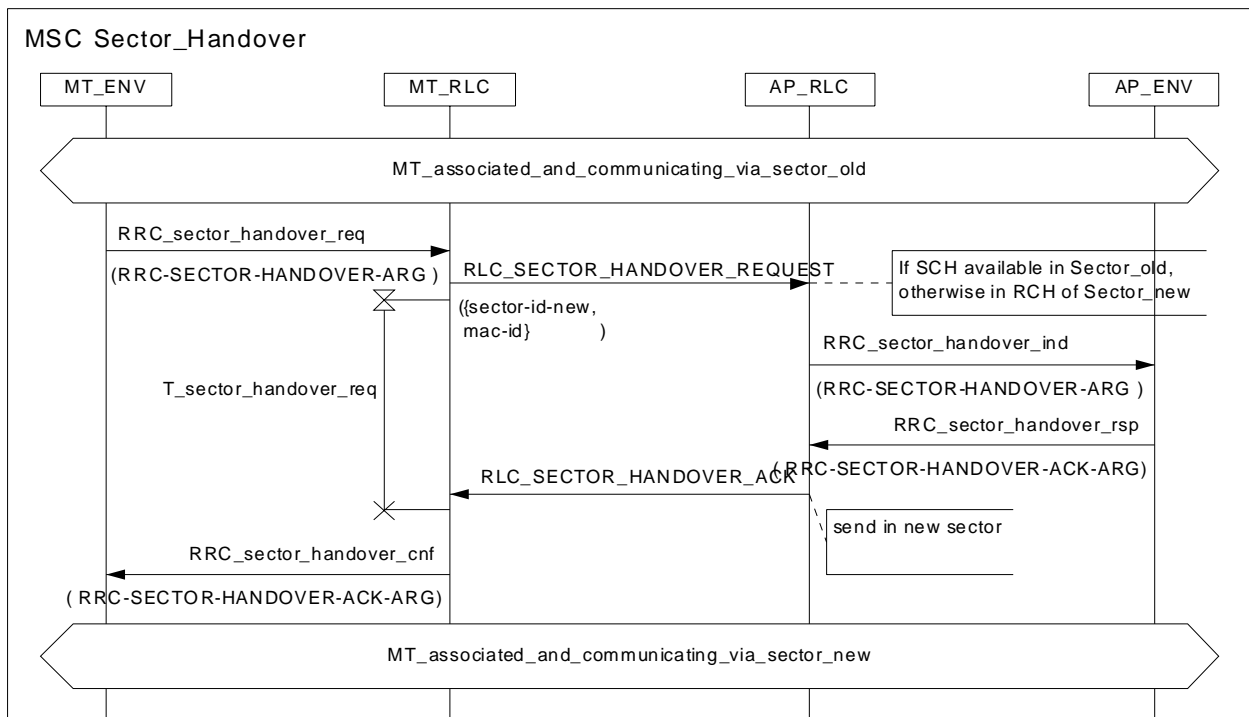 MSC Sector_Handover
MT_ENV
MT_RLC
AP_RLC
AP_ENV
MT_associated_and_communicating_via_sector_old
RRC_sector_handover_req
(RRC-SECTOR-HANDOVER-ARG )
RLC_SECTOR_HANDOVER_REQUEST
({sector-id-new,
mac-id} )
If SCH available in Sector_old,
otherwise in RCH of Sector_new
RRC_sector_handover_ind
(RRC-SECTOR-HANDOVER-ARG )
T_sector_handover_req
RRC_sector_handover_rsp
( RRC-SECTOR-HANDOVER-ACK-ARG)
RLC_SECTOR_HANDOVER_ACK
send in new sector
RRC_sector_handover_cnf
( RRC-SECTOR-HANDOVER-ACK-ARG)
MT_associated_and_communicating_via_sector_new